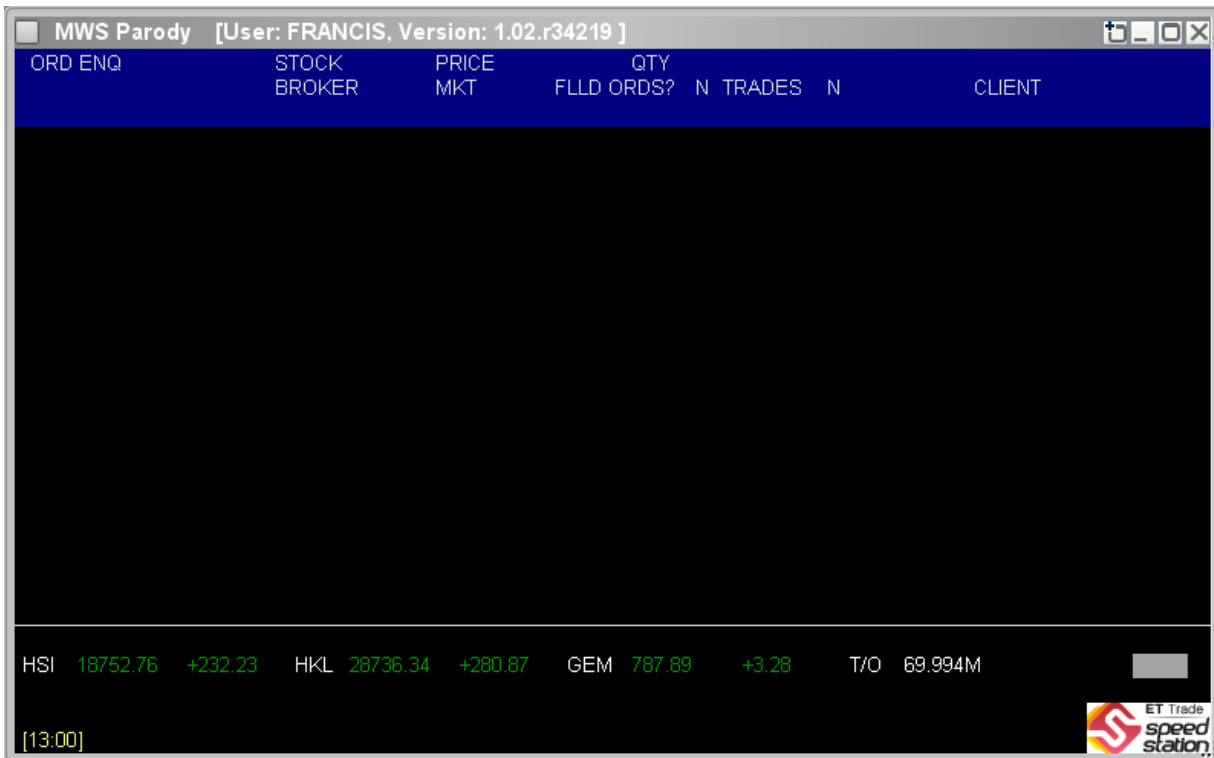 MWS Parody [User: FRANCIS, Version: 1.02.r34219 ]
ORD ENQ STOCK PRICE QTY
BROKER MKT FLLD ORDS? N TRADES N CLIENT
HSI 18752.76 +232.23 HKL 28736.34 +280.87 GEM 787.89 +3.28 T/O 69.994M
[13:00]
ET Trade
speed
station